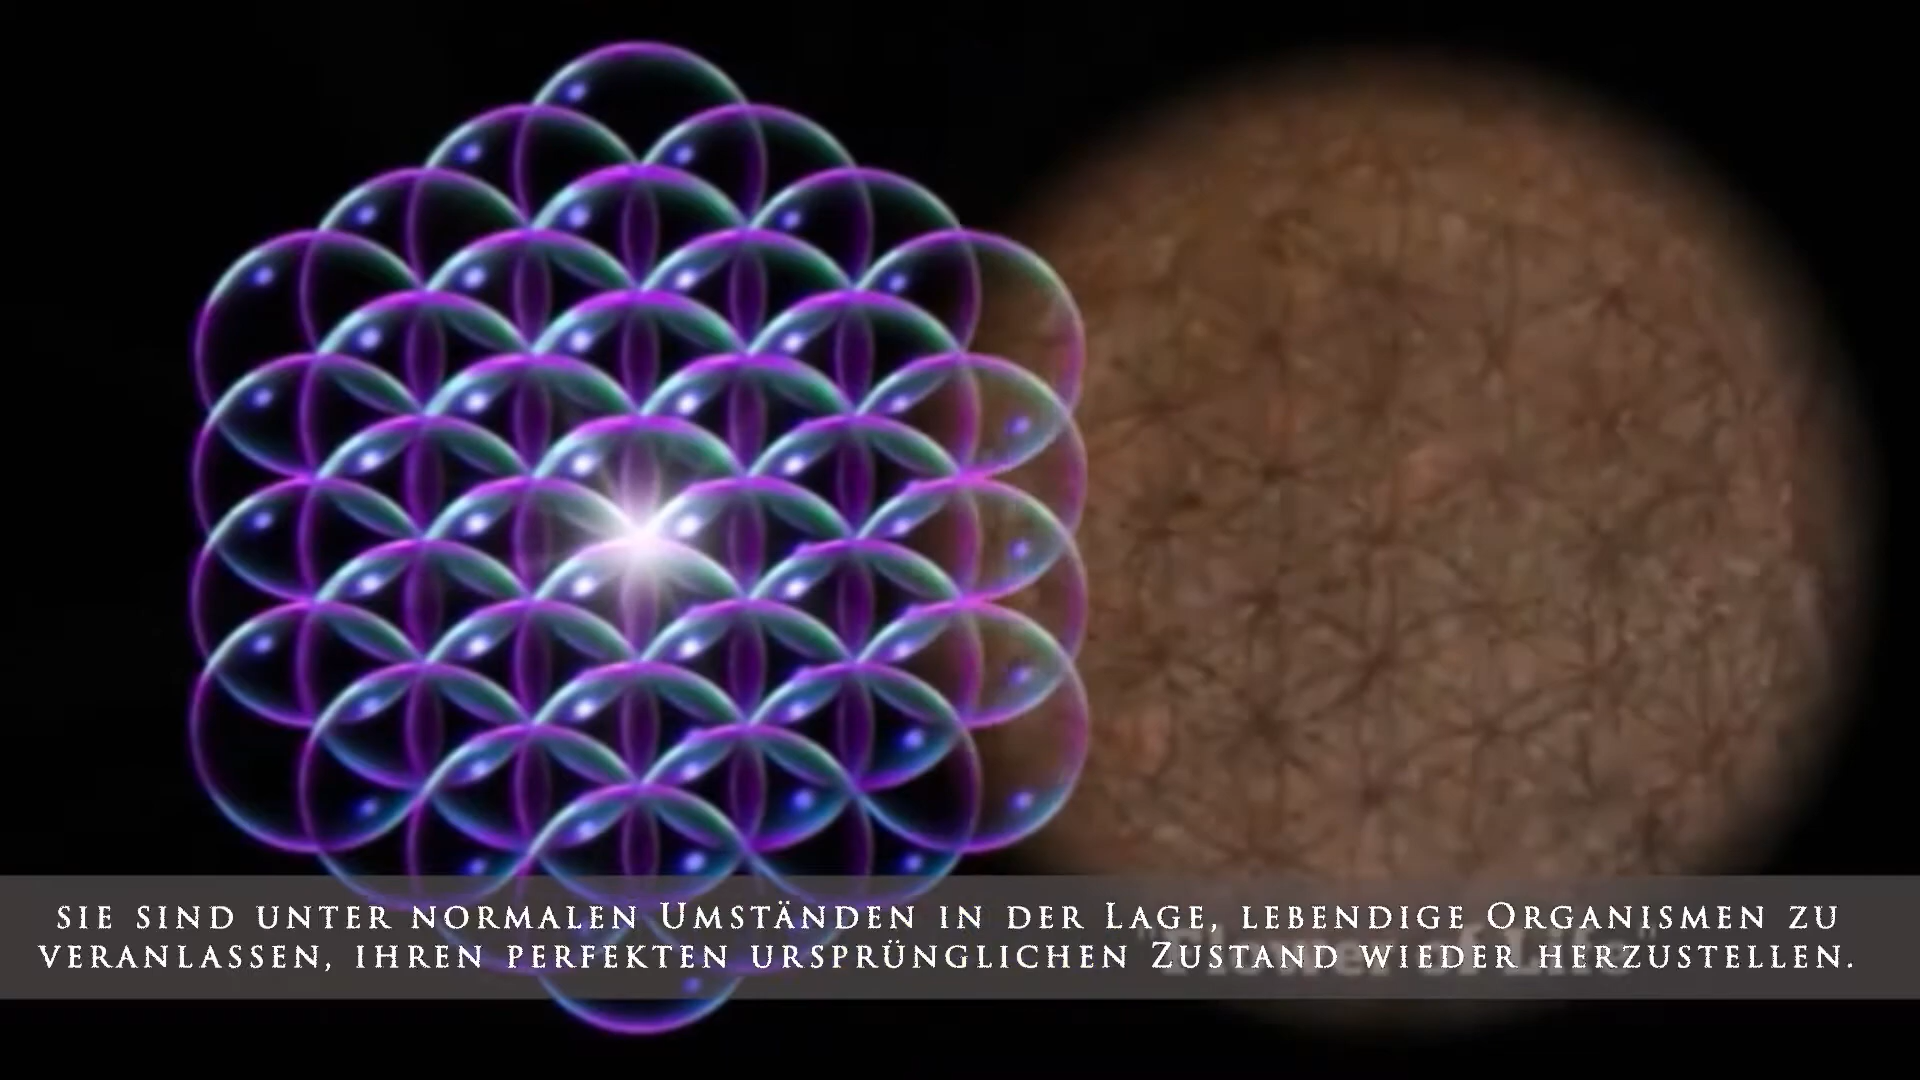 sie sind unter normalen Umständen in der Lage, lebendige Organismen zu
veranlassen, ihren perfekten ursprünglichen Zustand wieder herzustellen.